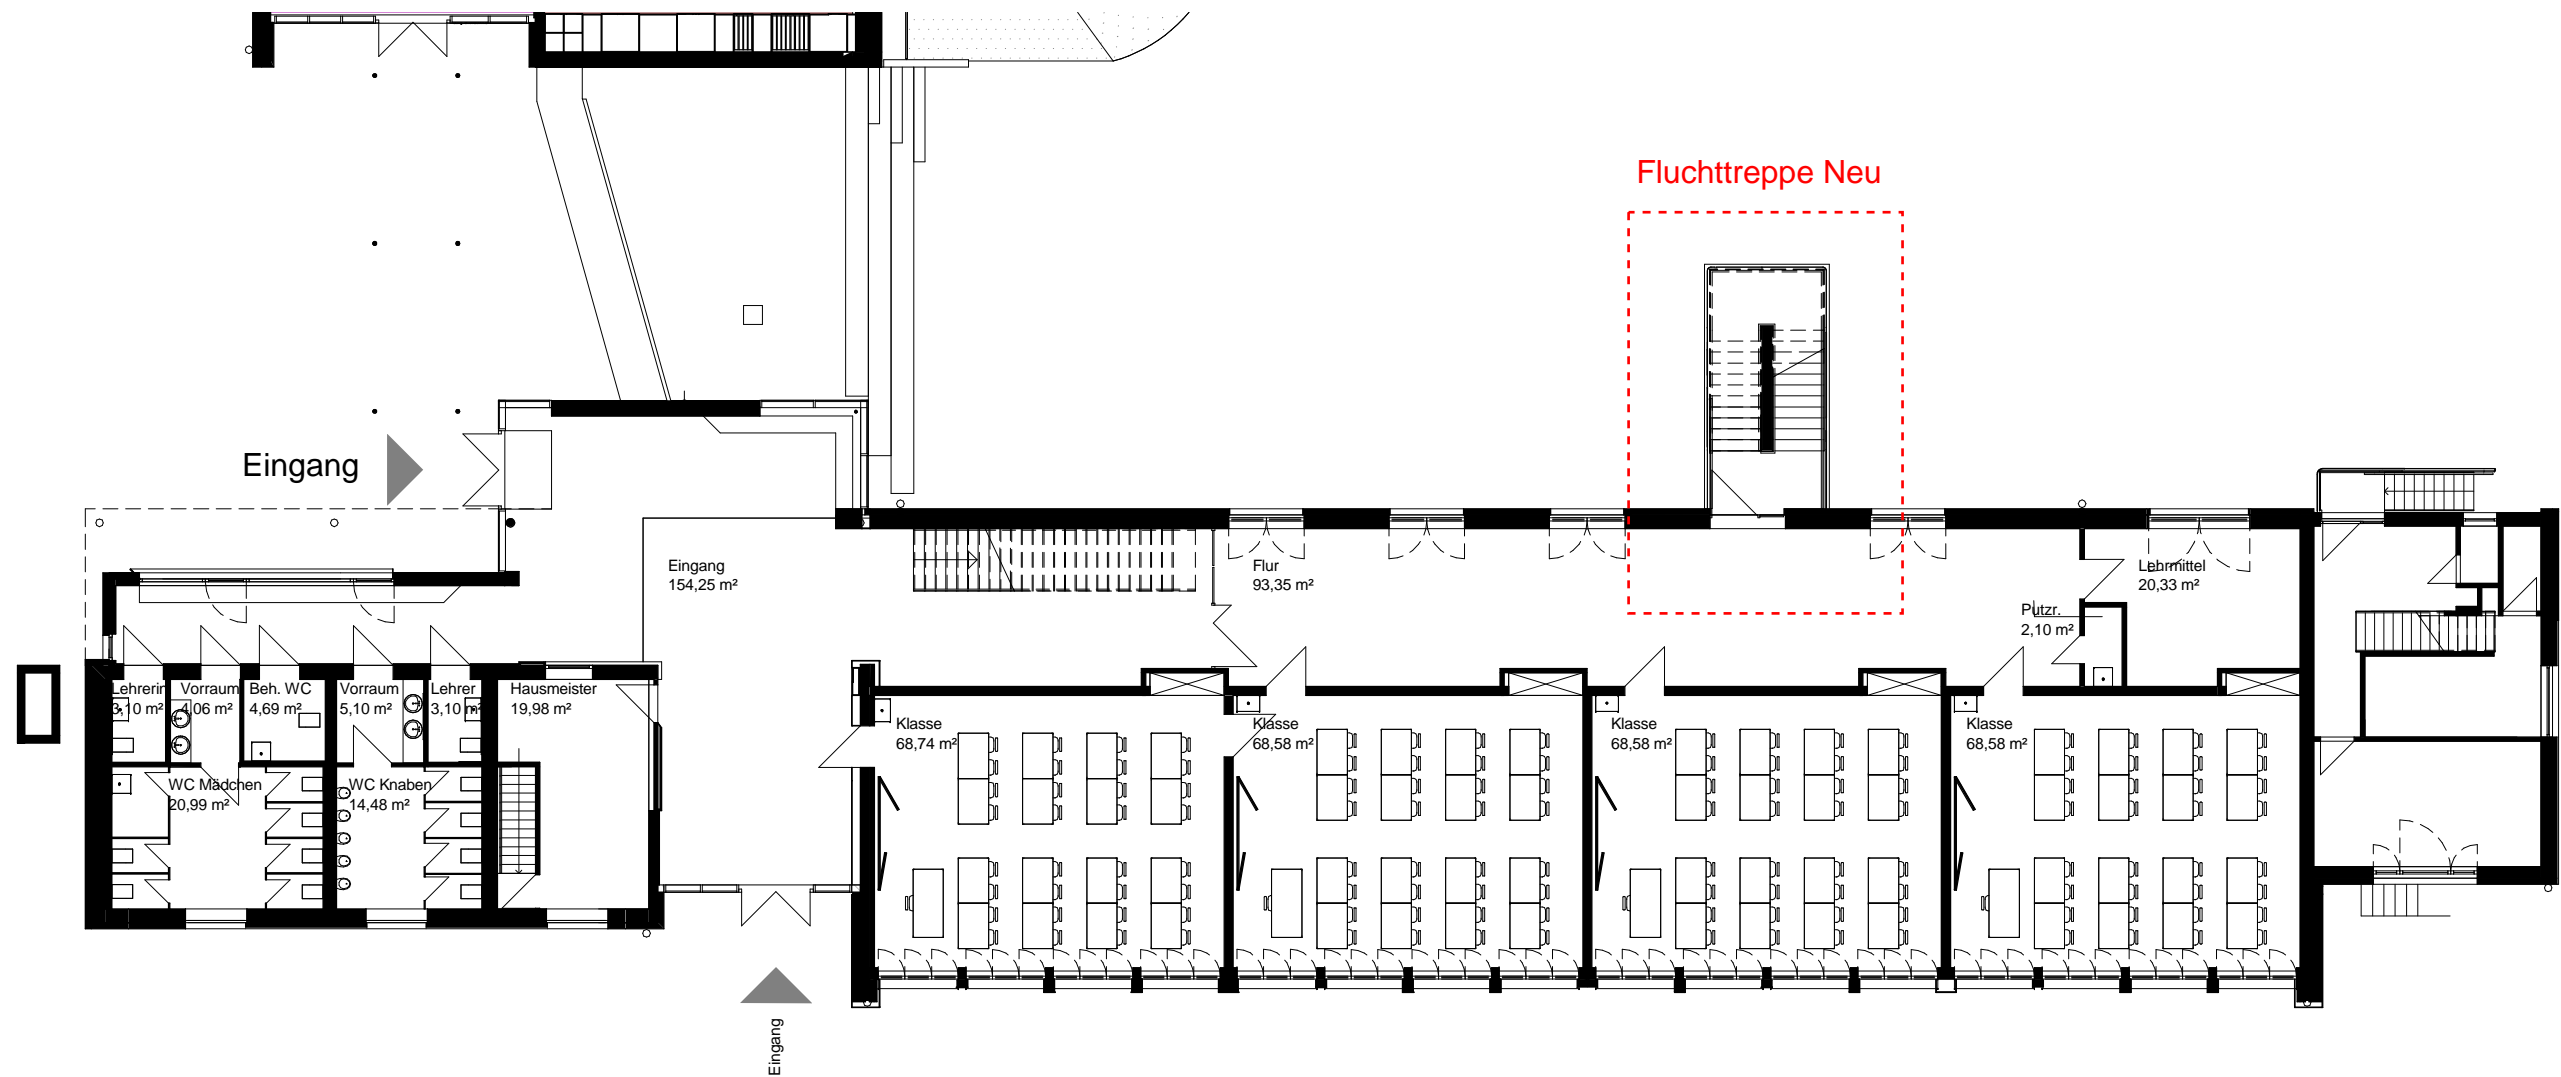 Fluchttreppe Neu
Eingang
Eingang
154,25 m²
Flur
93,35 m²
Lehrmittel
20,33 m²
Putzr.
2,10 m²
Lehrerin
3,10 m²
Vorraum
4,06 m²
Beh. WC
4,69 m²
Vorraum
5,10 m²
Lehrer
3,10 m²
Hausmeister
19,98 m²
Klasse
68,74 m²
Klasse
68,58 m²
Klasse
68,58 m²
Klasse
68,58 m²
WC Mädchen
20,99 m²
WC Knaben
14,48 m²
Eingang